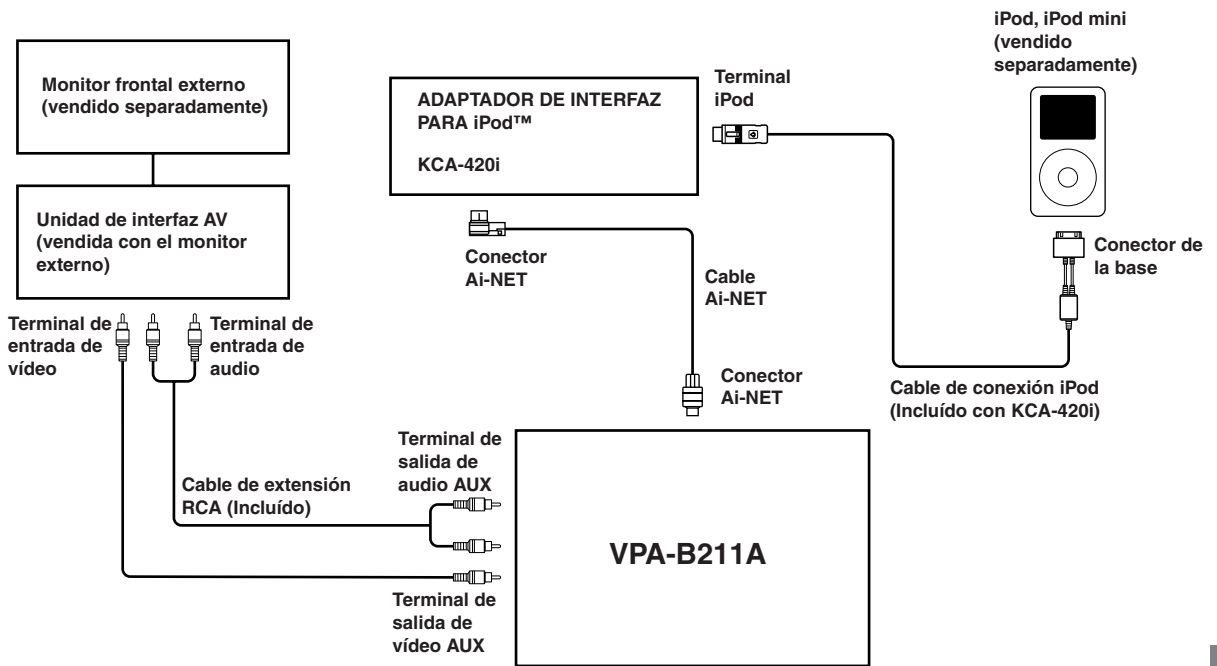 iPod, iPod mini
(vendido
separadamente)
Monitor frontal externo
(vendido separadamente)
ADAPTADOR DE INTERFAZ
PARA iPod™
KCA-420i
Terminal
iPod
Unidad de interfaz AV
(vendida con el monitor
externo)
Conector
Ai-NET
Cable
Ai-NET
Conector de
la base
Terminal de
entrada de
vídeo
Terminal de
entrada de
audio
Conector
Ai-NET
Cable de conexión iPod
(Incluído con KCA-420i)
Terminal de
salida de
audio AUX
Cable de extensión
RCA (Incluído)
VPA-B211A
Terminal de
salida de
vídeo AUX